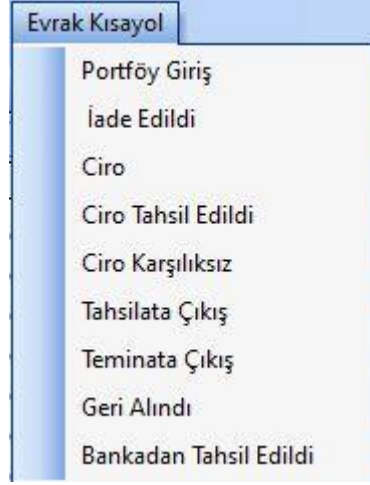 Evrak Kısayol
Portföy Giriş
İade Edildi
Ciro
Ciro Tahsil Edildi
Ciro Karşılıksız
Tahsilata Çıkış
Teminata Çıkış
Geri Alındı
Bankadan Tahsil Edildi